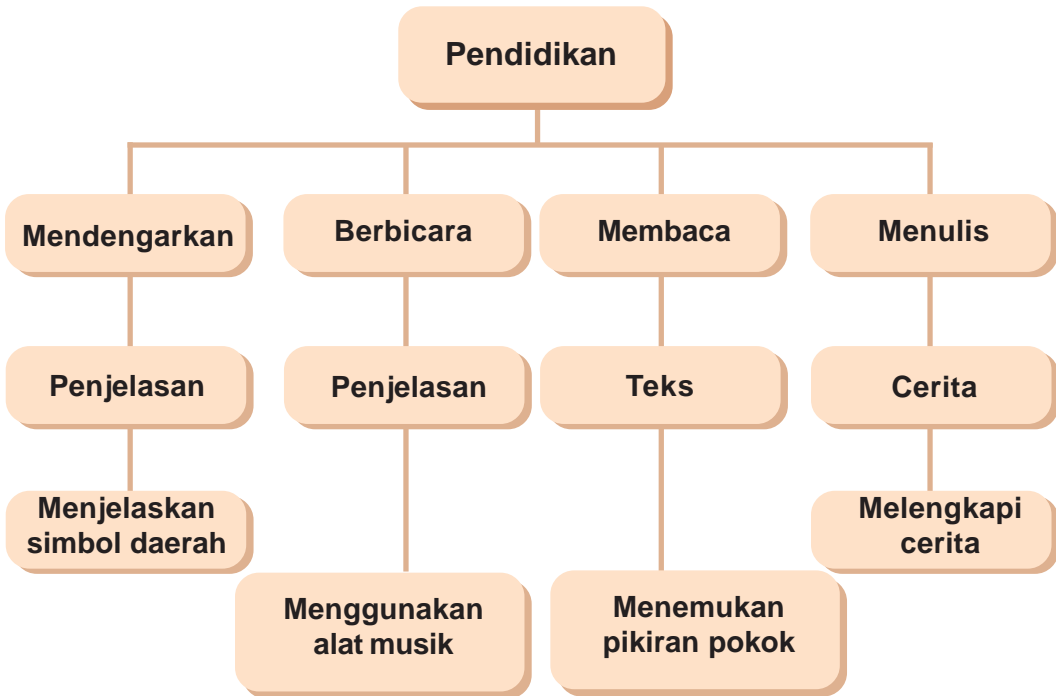 Pendidikan
Mendengarkan
Berbicara
Membaca
Menulis
Penjelasan
Penjelasan
Teks
Cerita
Menjelaskan
simbol daerah
Melengkapi
cerita
Menggunakan
alat musik
Menemukan
pikiran pokok